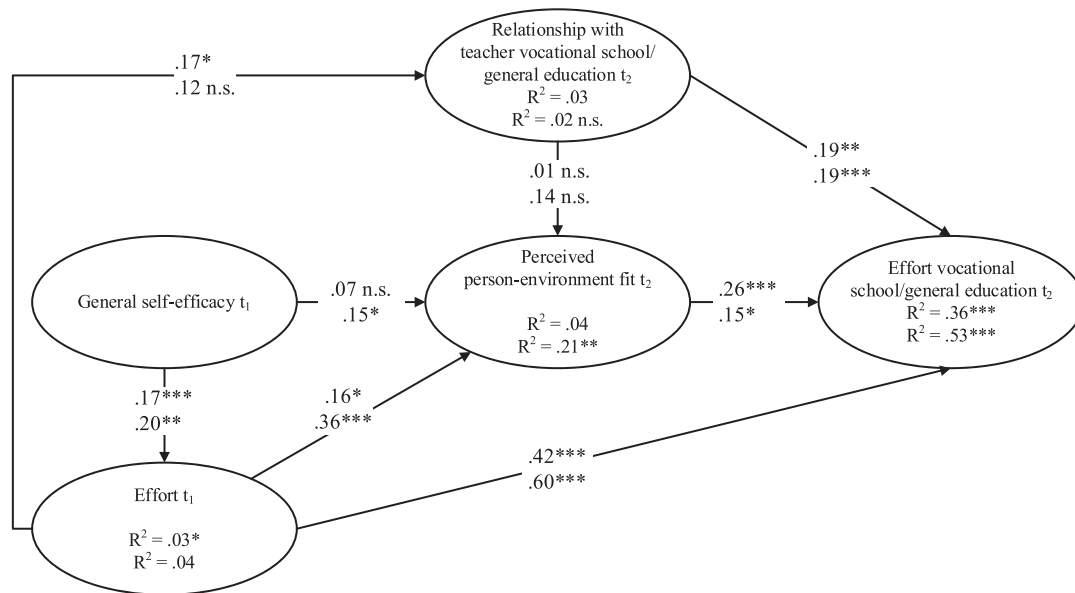 Relationship with
teacher vocational school/
general education t₂
R² = .03
R² = .02 n.s.
.17*
.12 n.s.
.19**
.19***
.01 n.s.
.14 n.s.
General self-efficacy t₁
.07 n.s.
.15*
Perceived
person-environment fit t₂
R² = .04
R² = .21**
.26***
.15*
Effort vocational
school/general education t₂
R² = .36***
R² = .53***
.17***
.20**
.16*
.36***
.42***
.60***
Effort t₁
R² = .03*
R² = .04